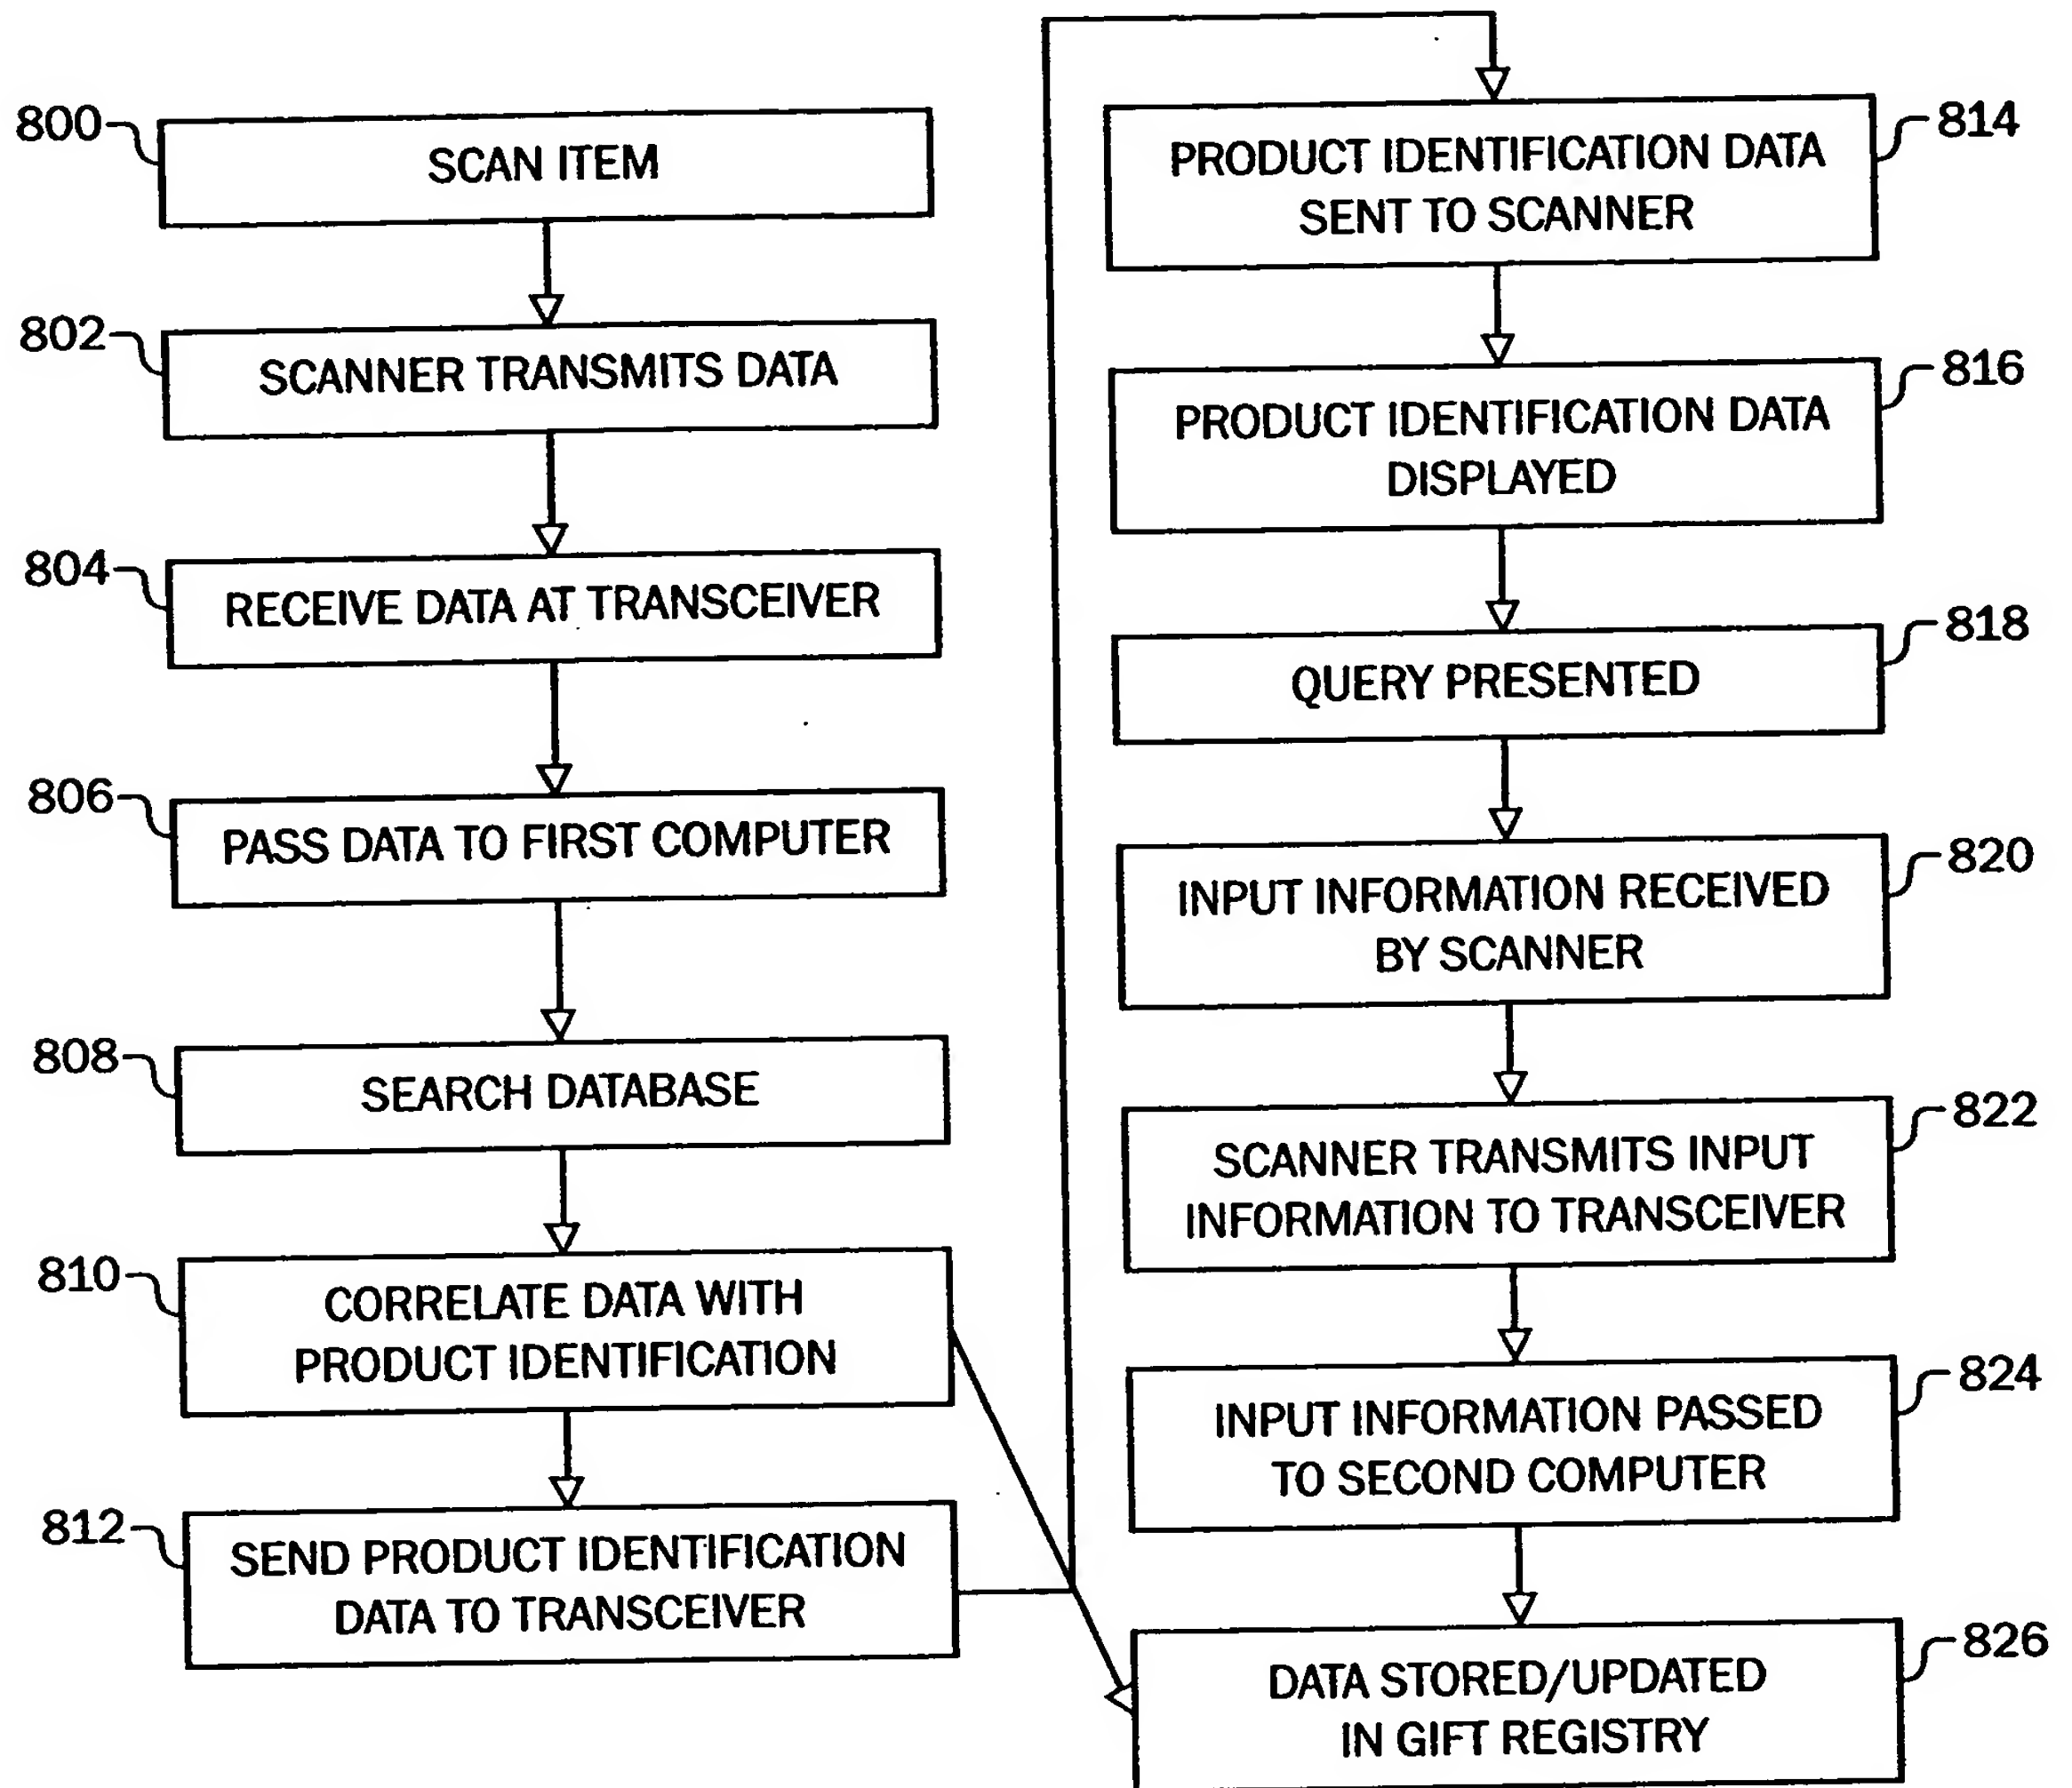 800
SCAN ITEM
802
SCANNER TRANSMITS DATA
804
RECEIVE DATA AT TRANSCEIVER
806
PASS DATA TO FIRST COMPUTER
808
SEARCH DATABASE
810
CORRELATE DATA WITH
PRODUCT IDENTIFICATION
812
SEND PRODUCT IDENTIFICATION
DATA TO TRANSCEIVER
814
PRODUCT IDENTIFICATION DATA
SENT TO SCANNER
816
PRODUCT IDENTIFICATION DATA
DISPLAYED
818
QUERY PRESENTED
820
INPUT INFORMATION RECEIVED
BY SCANNER
822
SCANNER TRANSMITS INPUT
INFORMATION TO TRANSCEIVER
824
INPUT INFORMATION PASSED
TO SECOND COMPUTER
826
DATA STORED/UPDATED
IN GIFT REGISTRY